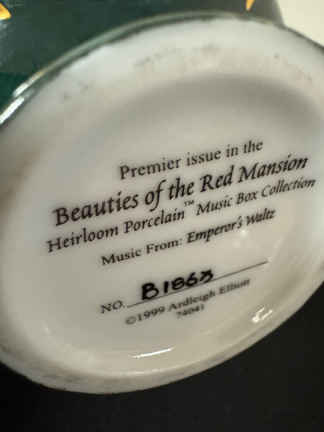 Premier issue in the
Beauties of the Red Mansion
Heirloom Porcelain™ Music Box Collection
Music From: Emperor's Waltz
NO. B1863
©1999 Ardleigh Elliott
74041